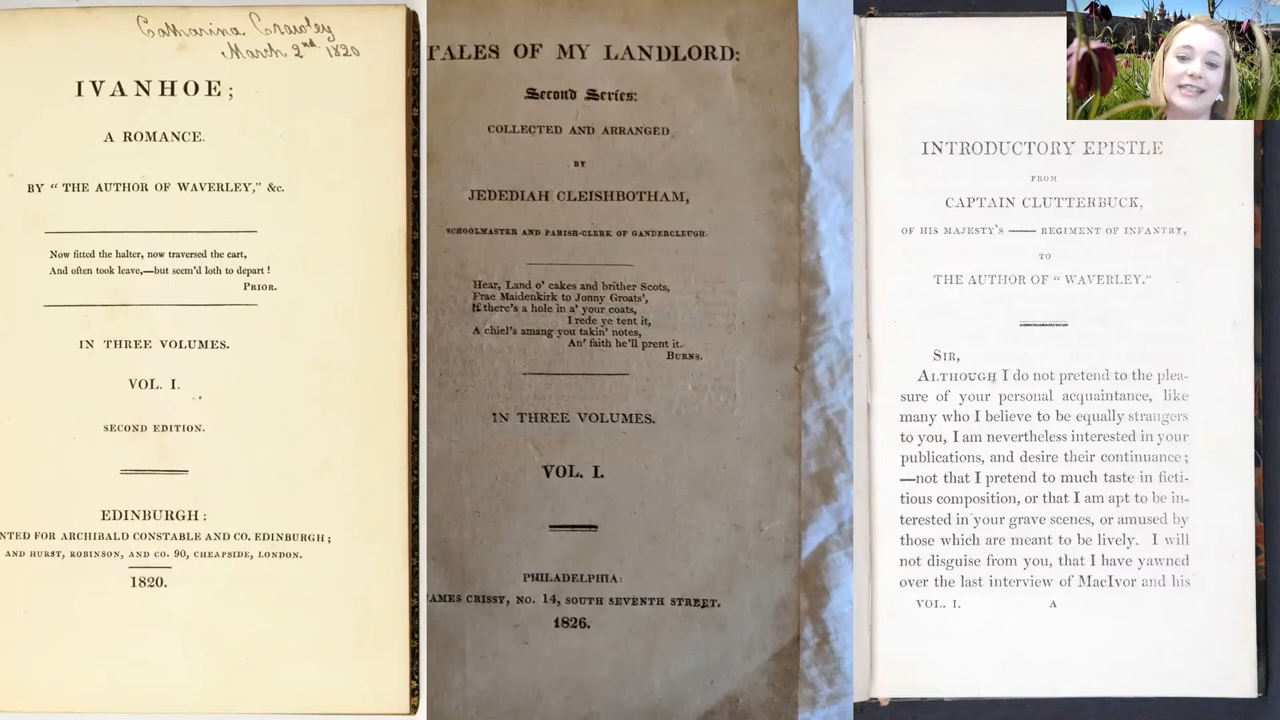 Catharina Crawley
March 2nd 1820
IVANHOE;
A ROMANCE.
BY “ THE AUTHOR OF WAVERLEY,” &c.
Now fitted the halter, now traversed the cart,
And often took leave,—but seem’d loth to depart !
PRIOR.
IN THREE VOLUMES.
VOL. I.
SECOND EDITION.
EDINBURGH :
NTED FOR ARCHIBALD CONSTABLE AND CO. EDINBURGH ;
AND HURST, ROBINSON, AND CO. 90, CHEAPSIDE, LONDON.
1820.
TALES OF MY LANDLORD:
Second Series:
COLLECTED AND ARRANGED
BY
JEDEDIAH CLEISHBOTHAM,
SCHOOLMASTER AND PARISH-CLERK OF GANDERCLEUGH.
Hear, Land o’ cakes and brither Scots,
Frae Maidenkirk to Jonny Groats’,
If there’s a hole in a’ your coats,
I rede ye tent it,
A chiel’s amang you takin’ notes,
An’ faith he’ll prent it.
BURNS.
IN THREE VOLUMES.
VOL. I.
PHILADELPHIA:
AMES CRISSY, NO. 14, SOUTH SEVENTH STREET.
1826.
INTRODUCTORY EPISTLE
FROM
CAPTAIN CLUTTERBUCK,
OF HIS MAJESTY’S —— REGIMENT OF INFANTRY,
TO
THE AUTHOR OF “ WAVERLEY.”
SIR,
ALTHOUGH I do not pretend to the plea-
sure of your personal acquaintance, like
many who I believe to be equally strangers
to you, I am nevertheless interested in your
publications, and desire their continuance ;
—not that I pretend to much taste in ficti-
tious composition, or that I am apt to be in-
terested in your grave scenes, or amused by
those which are meant to be lively. I will
not disguise from you, that I have yawned
over the last interview of MacIvor and his
VOL. I. A